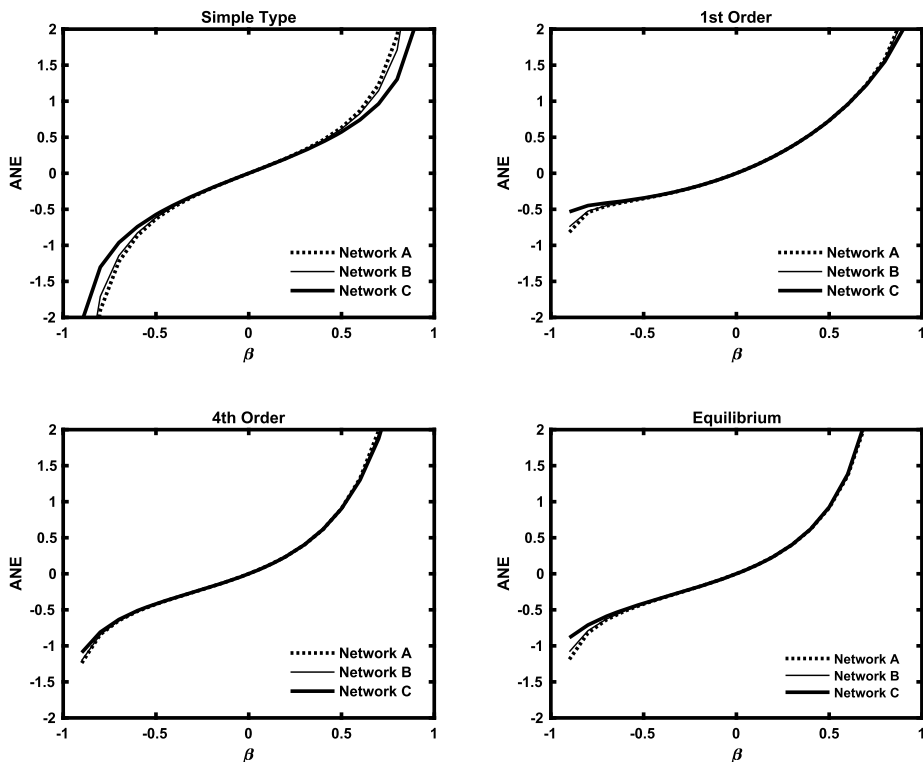 Simple Type
2
1.5
1
0.5
0
-0.5
-1
-1.5
-2
ANE
Network A
Network B
Network C
-1 -0.5 0 0.5 1
β
1st Order
2
1.5
1
0.5
0
-0.5
-1
-1.5
-2
ANE
Network A
Network B
Network C
-1 -0.5 0 0.5 1
β
4th Order
2
1.5
1
0.5
0
-0.5
-1
-1.5
-2
ANE
Network A
Network B
Network C
-1 -0.5 0 0.5 1
β
Equilibrium
2
1.5
1
0.5
0
-0.5
-1
-1.5
-2
ANE
Network A
Network B
Network C
-1 -0.5 0 0.5 1
β